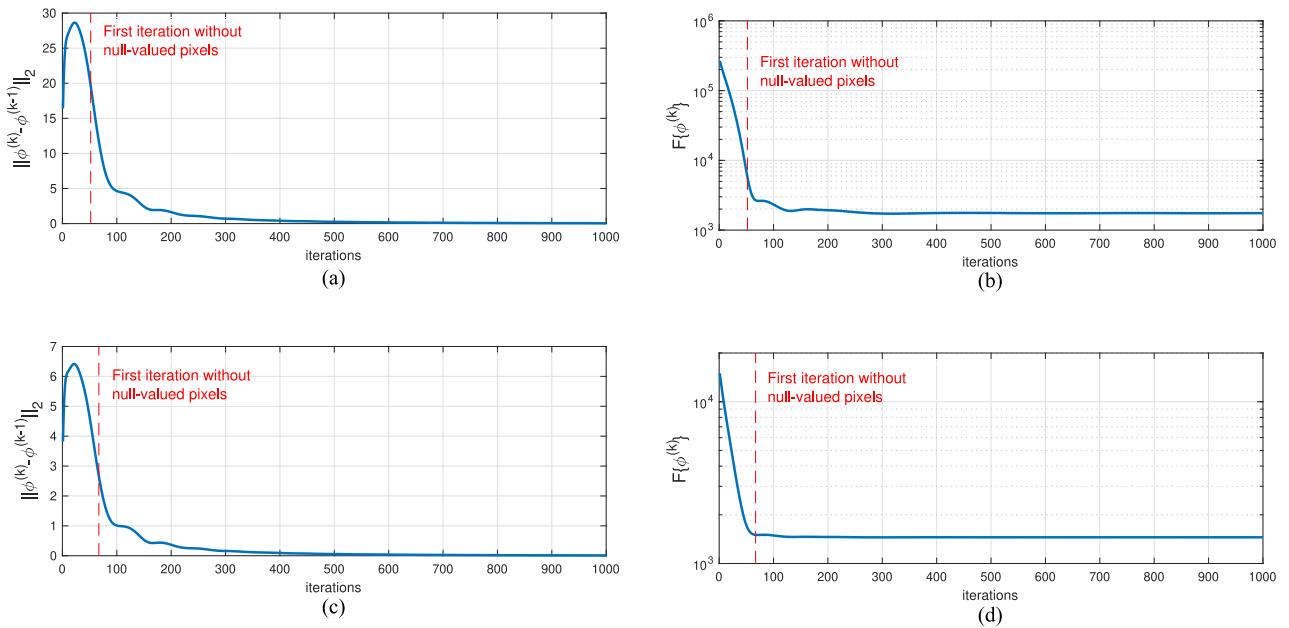 First iteration without
null-valued pixels
||ϕ^(k)-ϕ^(k-1)||_2
30
25
20
15
10
5
0
0 100 200 300 400 500 600 700 800 900 1000
iterations
(a)
First iteration without
null-valued pixels
F{ϕ^(k)}
10^6
10^5
10^4
10^3
0 100 200 300 400 500 600 700 800 900 1000
iterations
(b)
First iteration without
null-valued pixels
||ϕ^(k)-ϕ^(k-1)||_2
7
6
5
4
3
2
1
0
0 100 200 300 400 500 600 700 800 900 1000
iterations
(c)
First iteration without
null-valued pixels
F{ϕ^(k)}
10^4
10^3
0 100 200 300 400 500 600 700 800 900 1000
iterations
(d)